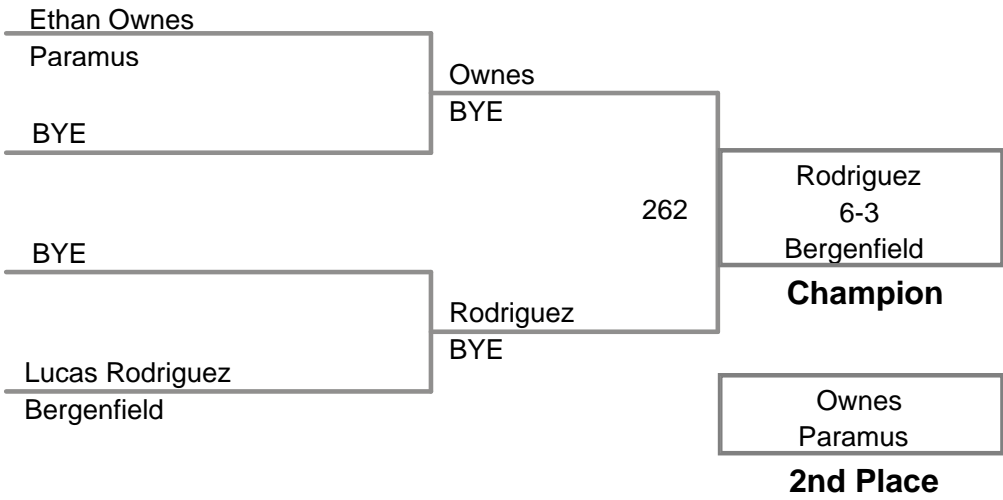 Ethan Ownes
Paramus
BYE
BYE
Lucas Rodriguez
Bergenfield
Ownes
BYE
Rodriguez
BYE
262
Rodriguez
6-3
Bergenfield
Champion
Ownes
Paramus
2nd Place